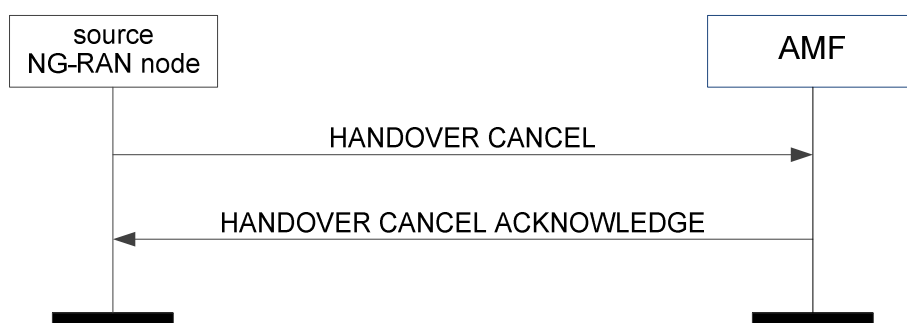 source
NG-RAN node
AMF
HANDOVER CANCEL
HANDOVER CANCEL ACKNOWLEDGE